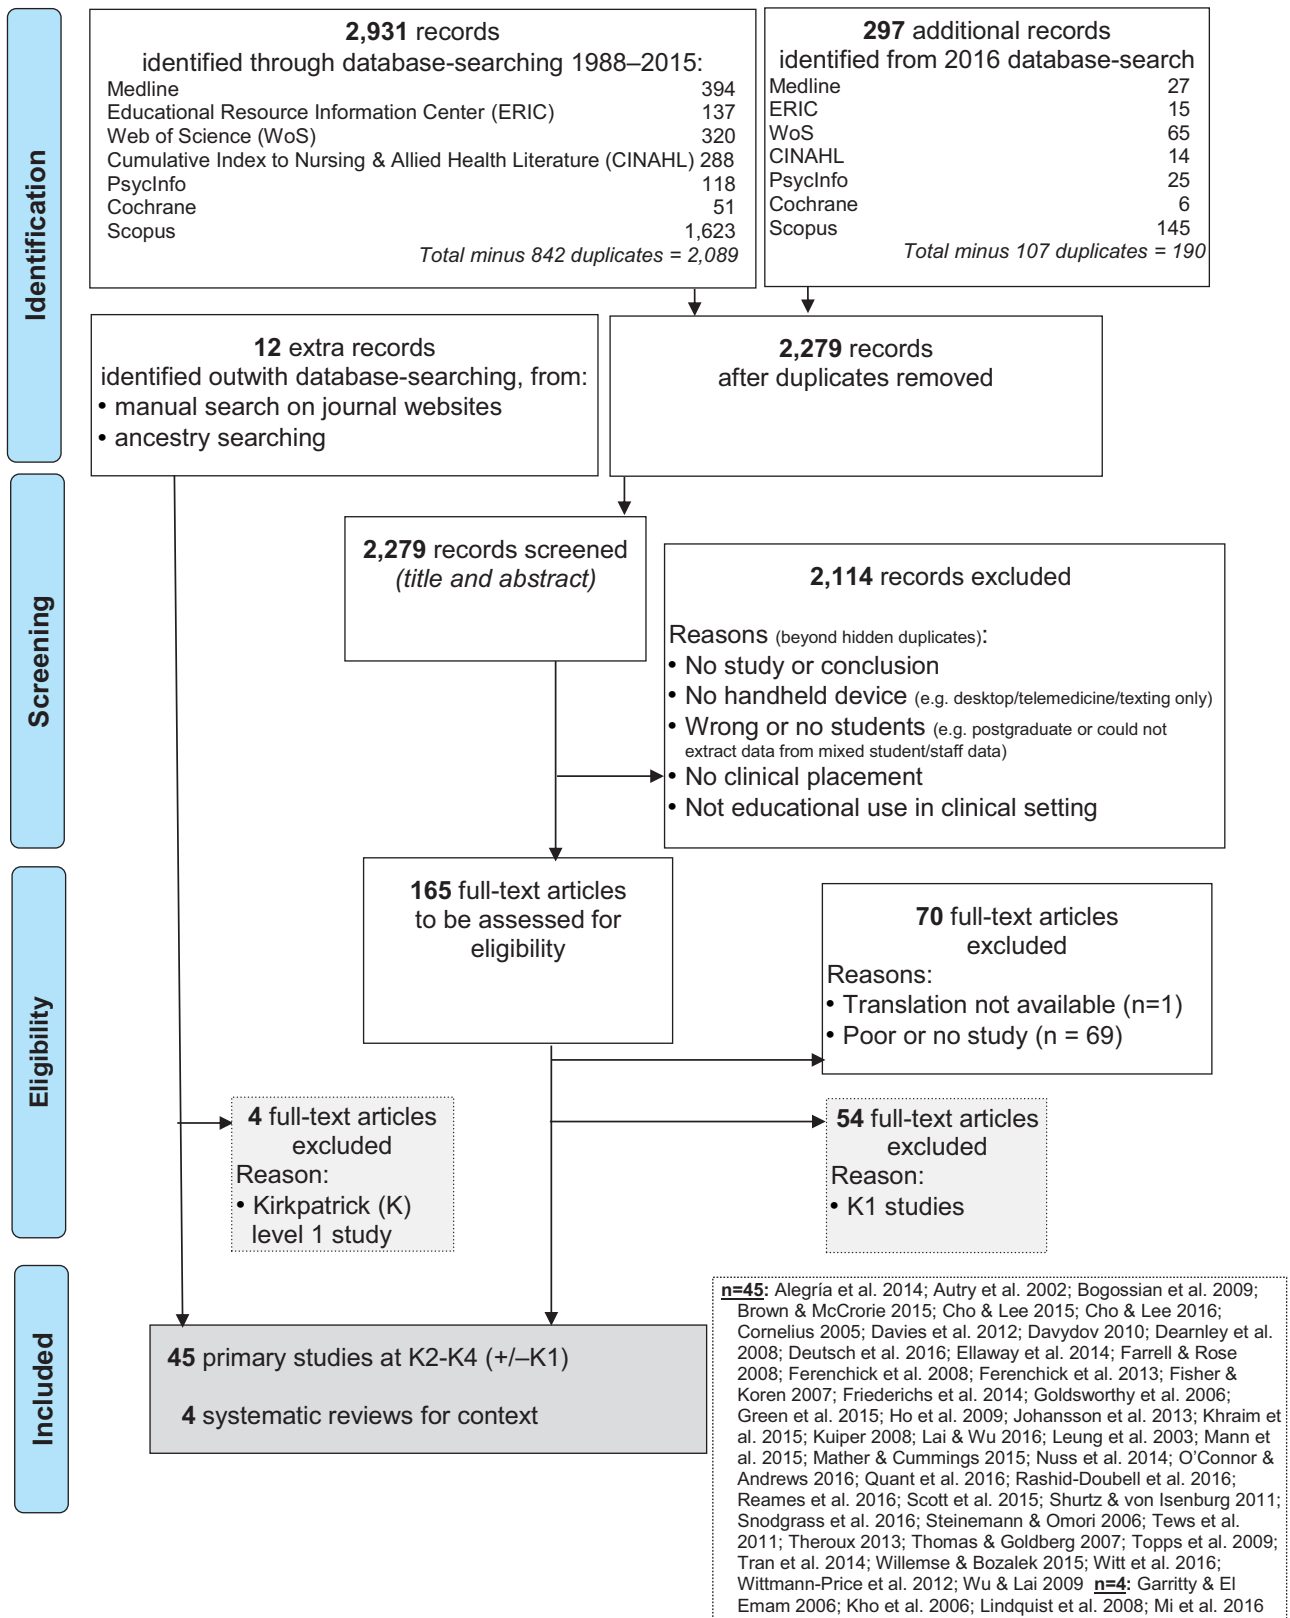 Identification
2,931 records
identified through database-searching 1988–2015:
Medline 394
Educational Resource Information Center (ERIC) 137
Web of Science (WoS) 320
Cumulative Index to Nursing & Allied Health Literature (CINAHL) 288
PsycInfo 118
Cochrane 51
Scopus 1,623
Total minus 842 duplicates = 2,089
297 additional records
identified from 2016 database-search
Medline 27
ERIC 15
WoS 65
CINAHL 14
PsycInfo 25
Cochrane 6
Scopus 145
Total minus 107 duplicates = 190
12 extra records
identified outwith database-searching, from:
• manual search on journal websites
• ancestry searching
2,279 records
after duplicates removed
Screening
2,279 records screened
(title and abstract)
2,114 records excluded
Reasons (beyond hidden duplicates):
• No study or conclusion
• No handheld device (e.g. desktop/telemedicine/texting only)
• Wrong or no students (e.g. postgraduate or could not
extract data from mixed student/staff data)
• No clinical placement
• Not educational use in clinical setting
Eligibility
165 full-text articles
to be assessed for
eligibility
70 full-text articles
excluded
Reasons:
• Translation not available (n=1)
• Poor or no study (n = 69)
4 full-text articles
excluded
Reason:
• Kirkpatrick (K)
level 1 study
54 full-text articles
excluded
Reason:
• K1 studies
Included
45 primary studies at K2-K4 (+/–K1)
4 systematic reviews for context
n=45: Alegría et al. 2014; Autry et al. 2002; Bogossian et al. 2009;
Brown & McCrorie 2015; Cho & Lee 2015; Cho & Lee 2016;
Cornelius 2005; Davies et al. 2012; Davydov 2010; Dearnley et al.
2008; Deutsch et al. 2016; Ellaway et al. 2014; Farrell & Rose
2008; Ferenchick et al. 2008; Ferenchick et al. 2013; Fisher &
Koren 2007; Friederichs et al. 2014; Goldsworthy et al. 2006;
Green et al. 2015; Ho et al. 2009; Johansson et al. 2013; Khraim et
al. 2015; Kuiper 2008; Lai & Wu 2016; Leung et al. 2003; Mann et
al. 2015; Mather & Cummings 2015; Nuss et al. 2014; O'Connor &
Andrews 2016; Quant et al. 2016; Rashid-Doubell et al. 2016;
Reames et al. 2016; Scott et al. 2015; Shurtz & von Isenburg 2011;
Snodgrass et al. 2016; Steinemann & Omori 2006; Tews et al.
2011; Theroux 2013; Thomas & Goldberg 2007; Topps et al. 2009;
Tran et al. 2014; Willemse & Bozalek 2015; Witt et al. 2016;
Wittmann-Price et al. 2012; Wu & Lai 2009 n=4: Garritty & El
Emam 2006; Kho et al. 2006; Lindquist et al. 2008; Mi et al. 2016